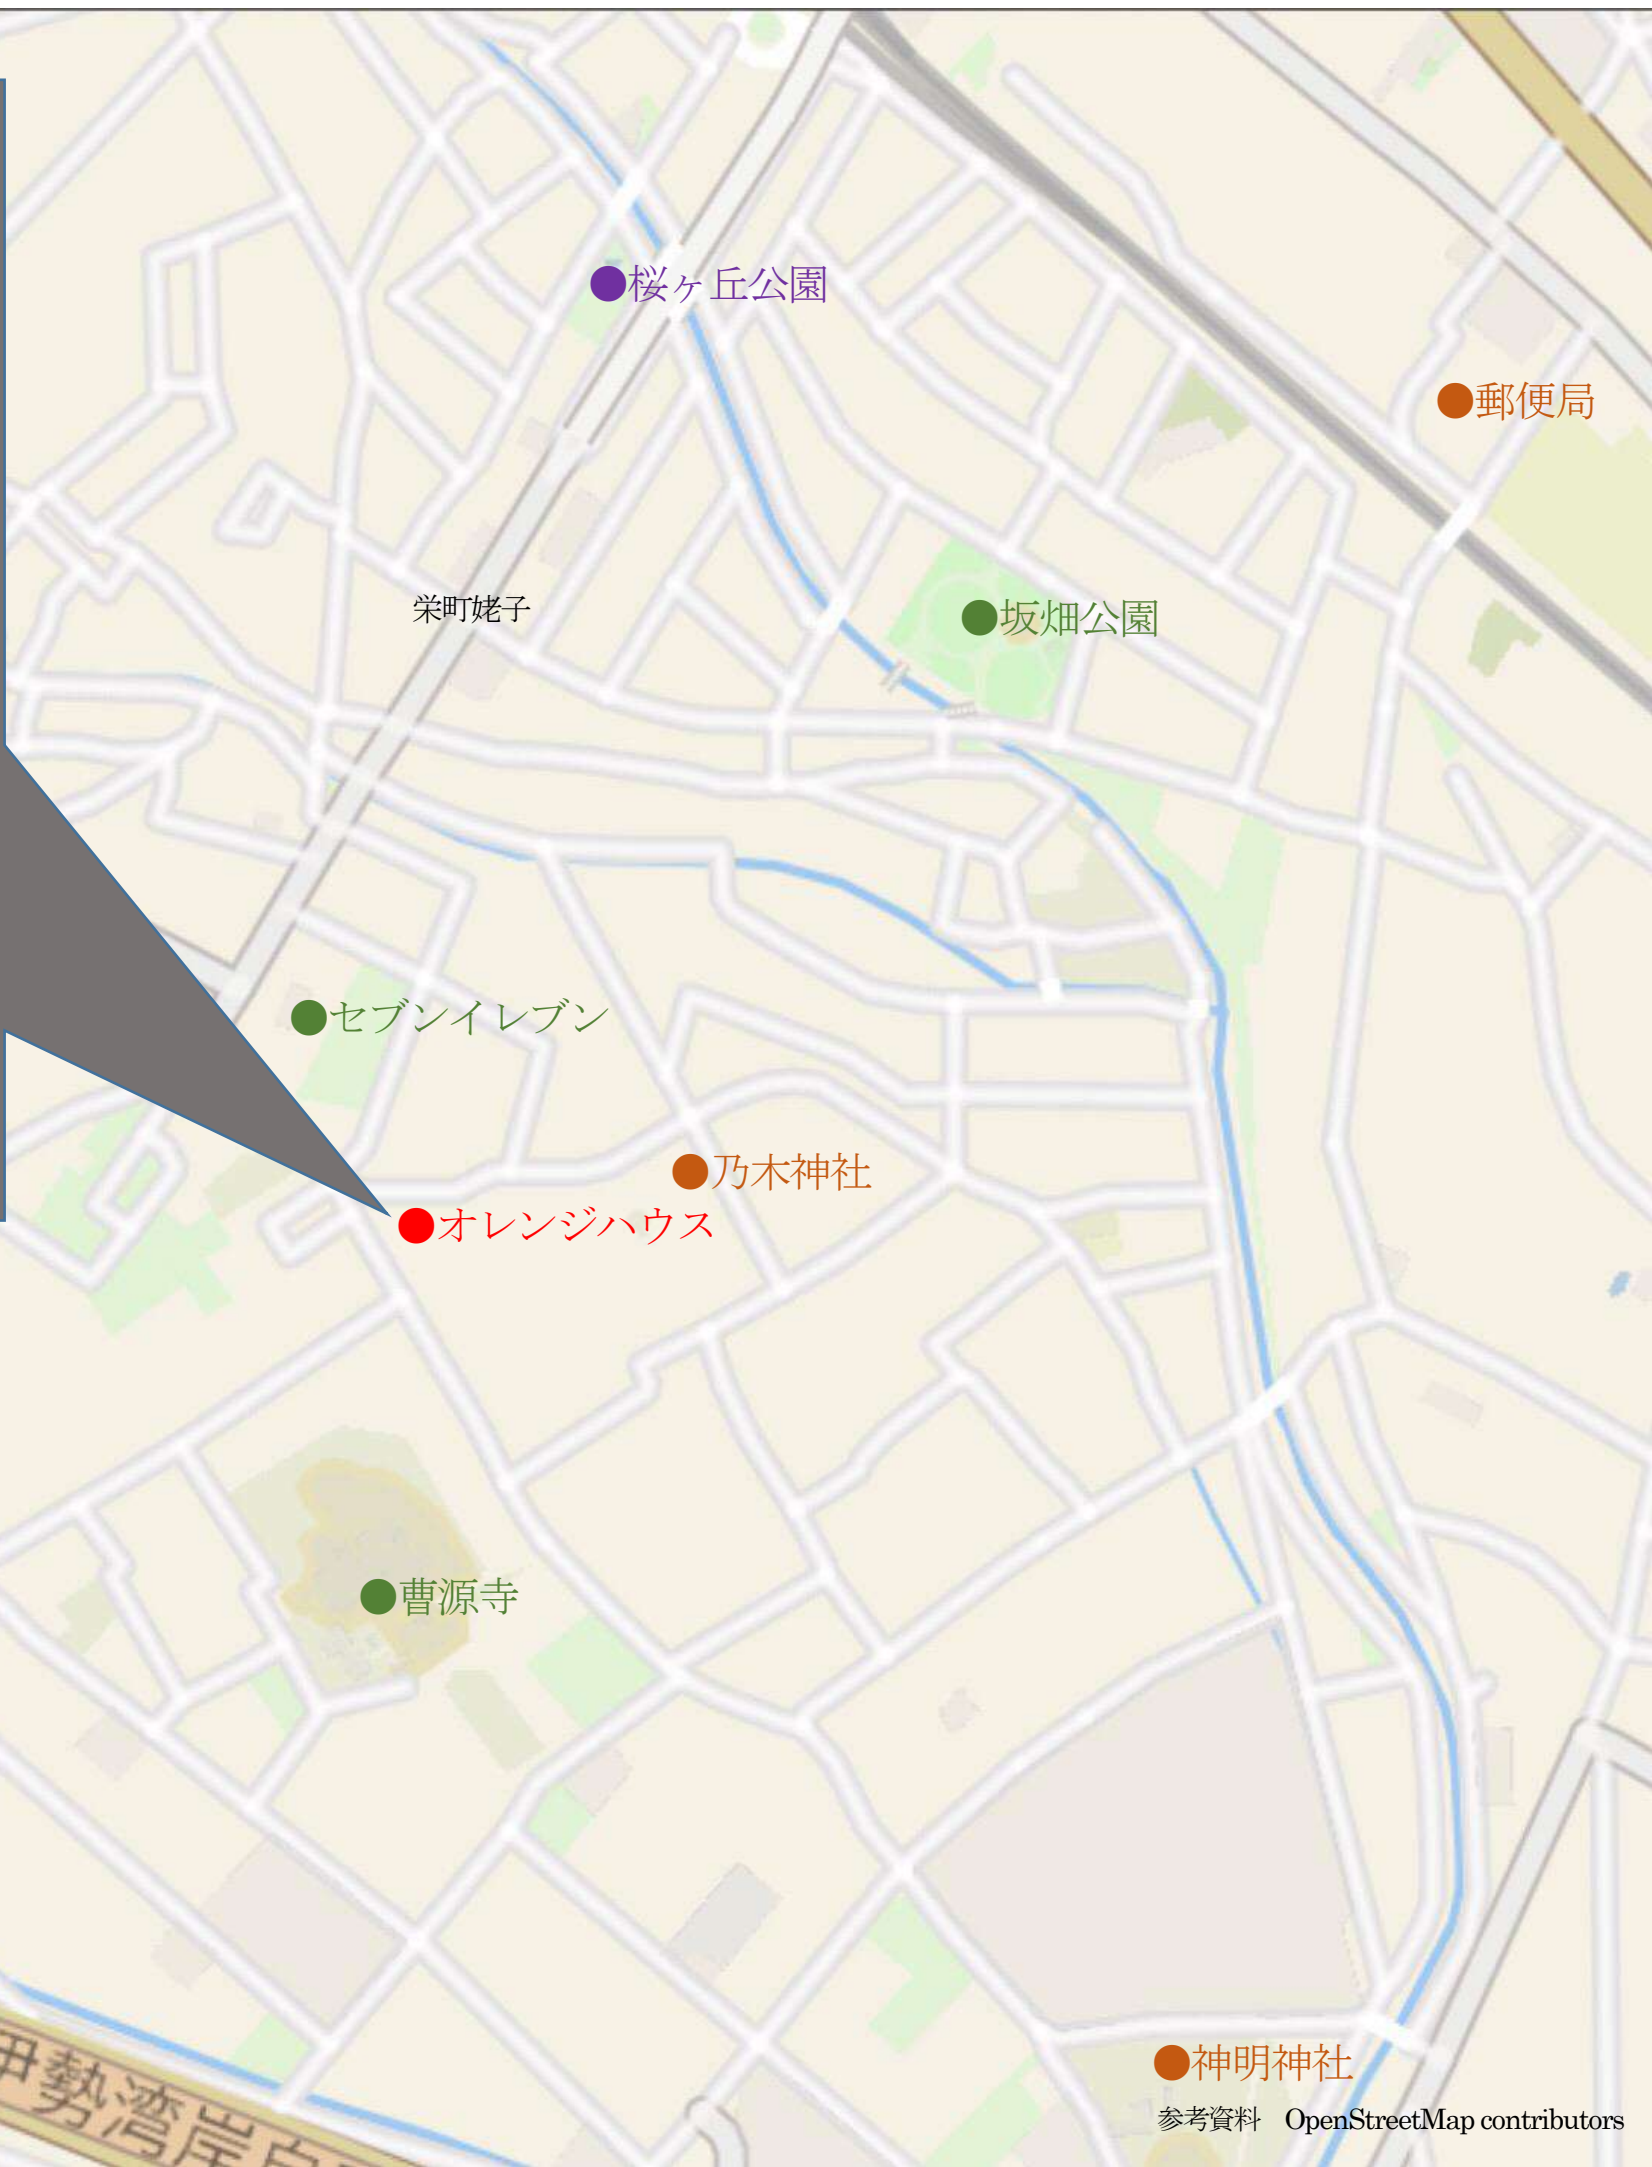 ●桜ヶ丘公園
●郵便局
栄町姥子
●坂畑公園
●セブンイレブン
●乃木神社
●オレンジハウス
●曹源寺
●神明神社
参考資料　OpenStreetMap contributors
伊勢湾岸自